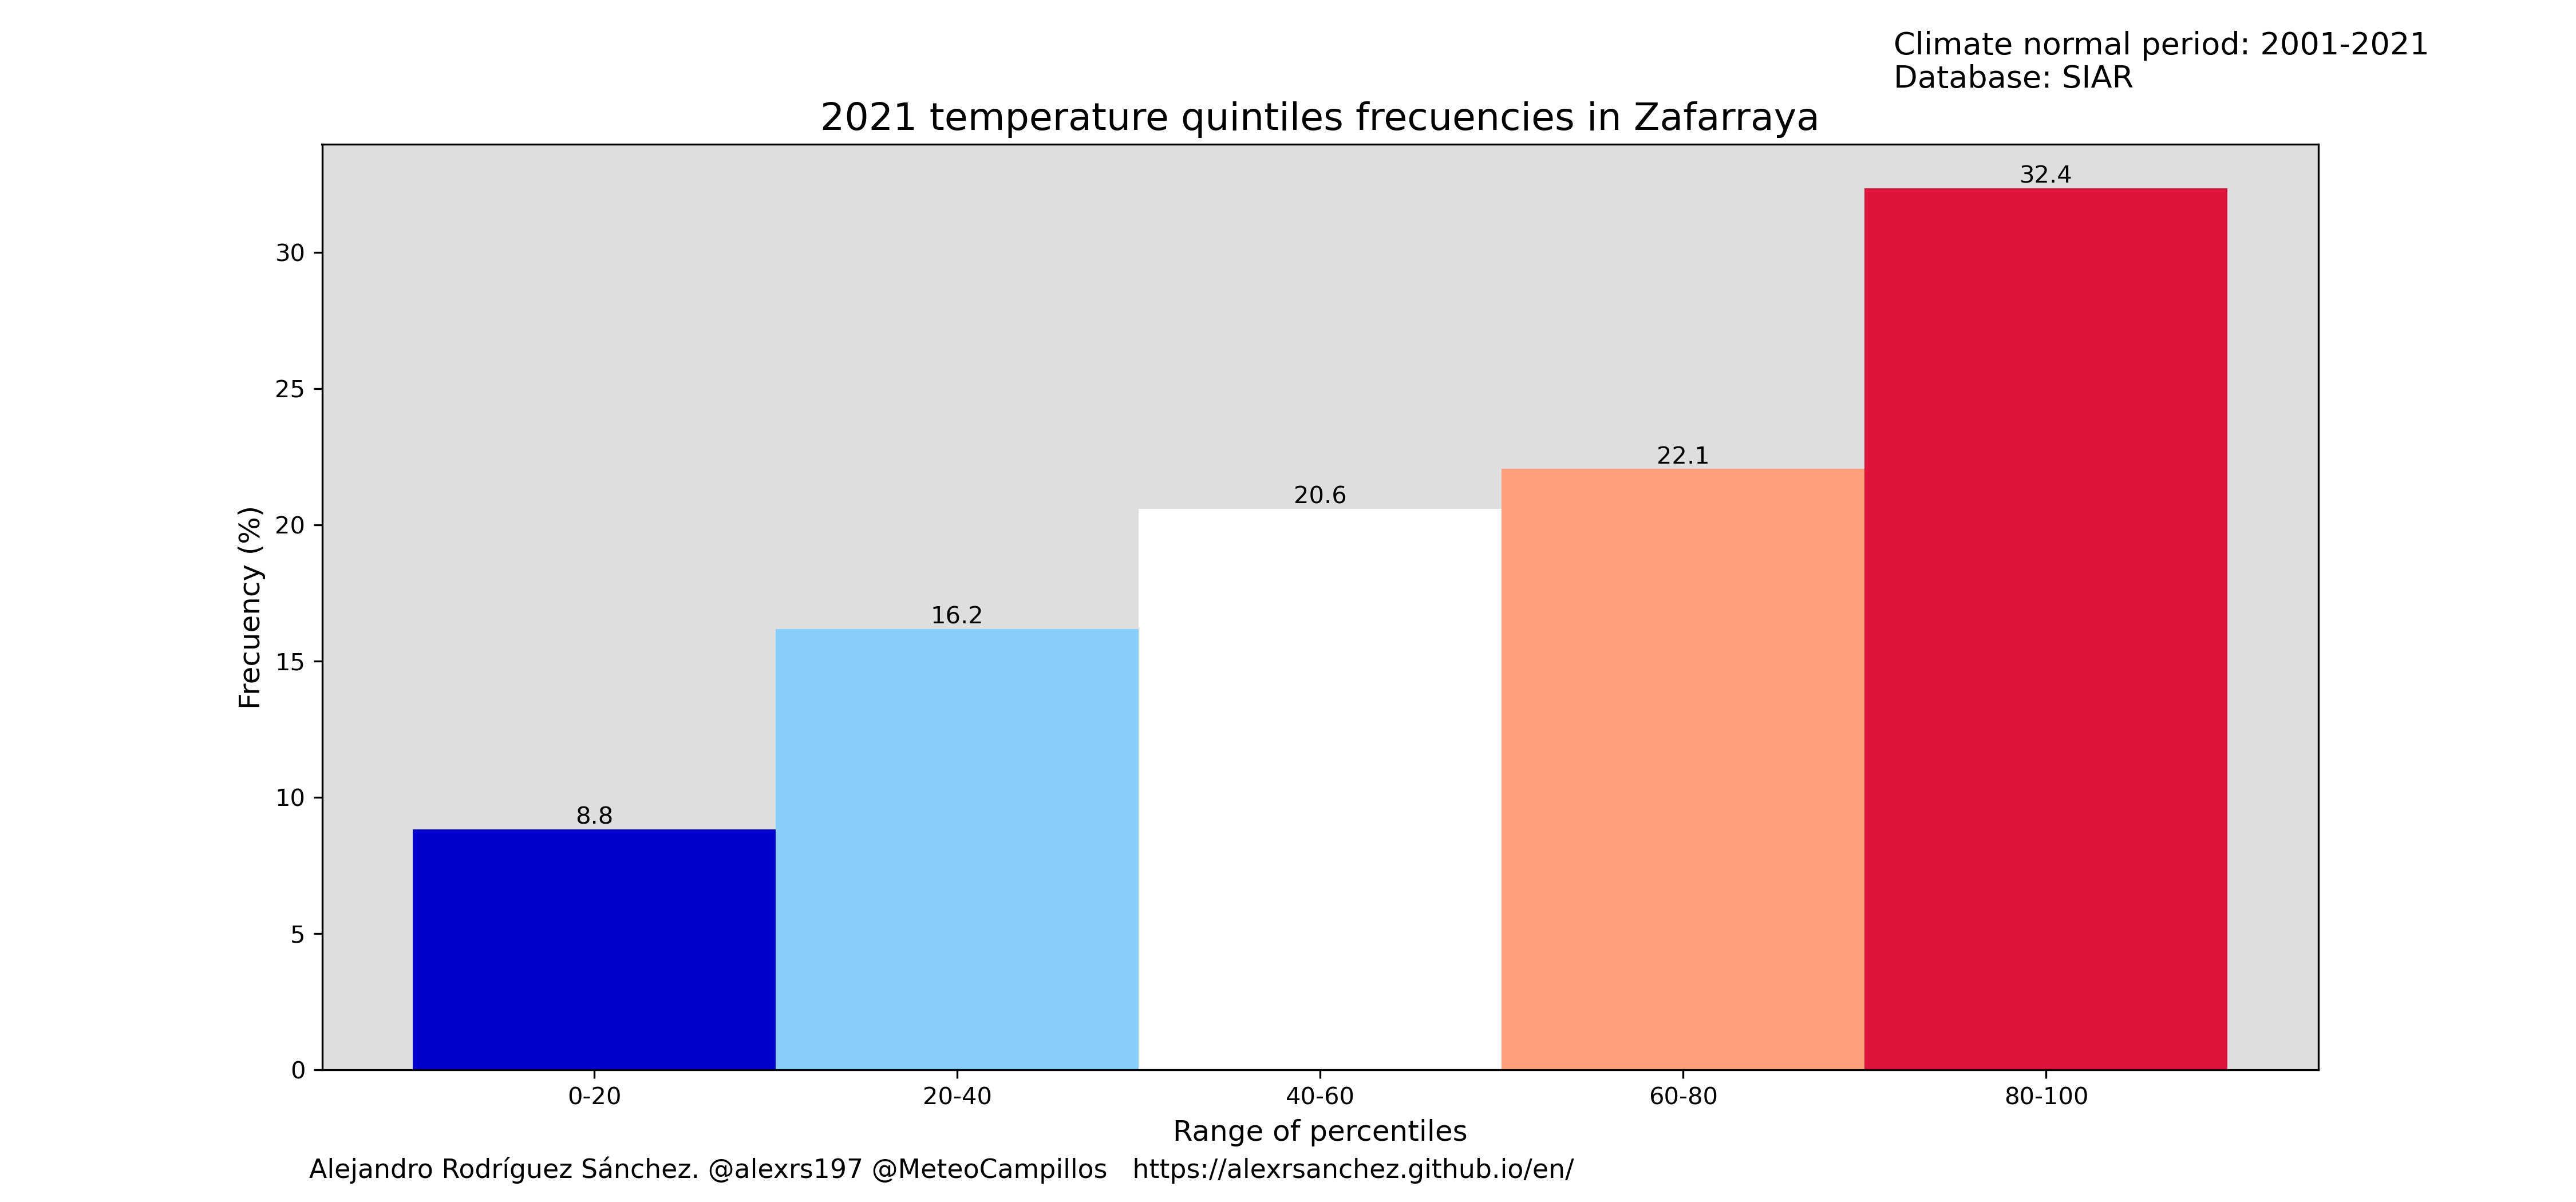 Climate normal period: 2001-2021
Database: SIAR
2021 temperature quintiles frecuencies in Zafarraya
32.4
30
25
22.1
20.6
20
Frecuency (%)
16.2
15
10
8.8
5
0
0-20 20-40 40-60 60-80 80-100
Range of percentiles
Alejandro Rodríguez Sánchez. @alexrs197 @MeteoCampillos https://alexrsanchez.github.io/en/